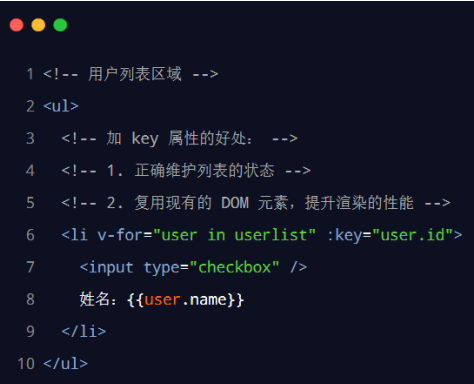 1 <!-- 用户列表区域 -->
2 <ul>
3   <!-- 加 key 属性的好处： -->
4   <!-- 1. 正确维护列表的状态 -->
5   <!-- 2. 复用现有的 DOM 元素，提升渲染的性能 -->
6   <li v-for="user in userlist" :key="user.id">
7     <input type="checkbox" />
8     姓名：{{user.name}}
9   </li>
10 </ul>